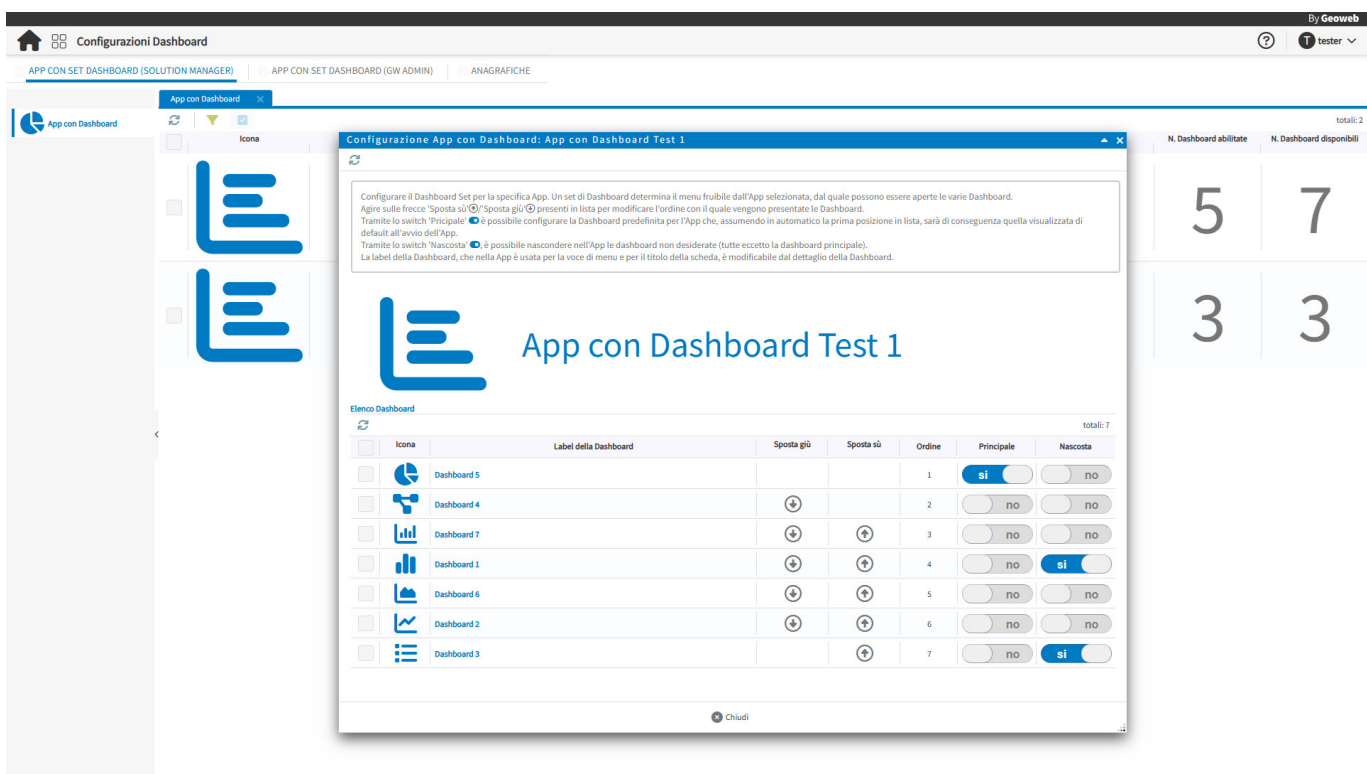 By Geoweb
Configurazioni Dashboard
? T tester
APP CON SET DASHBOARD (SOLUTION MANAGER) APP CON SET DASHBOARD (GW ADMIN) ANAGRAFICHE
App con Dashboard
App con Dashboard
totali: 2
Icona N. Dashboard abilitate N. Dashboard disponibili
5 7
3 3
Configurazione App con Dashboard: App con Dashboard Test 1
Configurare il Dashboard Set per la specifica App. Un set di Dashboard determina il menu fruibile dall'App selezionata, dal quale possono essere aperte le varie Dashboard.
Agire sulle frecce 'Sposta sù'/'Sposta giù' presenti in lista per modificare l'ordine con il quale vengono presentate le Dashboard.
Tramite lo switch 'Pricipale' è possibile configurare la Dashboard predefinita per l'App che, assumendo in automatico la prima posizione in lista, sarà di conseguenza quella visualizzata di
default all'avvio dell'App.
Tramite lo switch 'Nascosta' , è possibile nascondere nell'App le dashboard non desiderate (tutte eccetto la dashboard principale).
La label della Dashboard, che nella App è usata per la voce di menu e per il titolo della scheda, è modificabile dal dettaglio della Dashboard.
App con Dashboard Test 1
Elenco Dashboard
totali: 7
Icona Label della Dashboard Sposta giù Sposta sù Ordine Principale Nascosta
Dashboard 5 1 si no
Dashboard 4 2 no no
Dashboard 7 3 no no
Dashboard 1 4 no si
Dashboard 6 5 no no
Dashboard 2 6 no no
Dashboard 3 7 no si
Chiudi